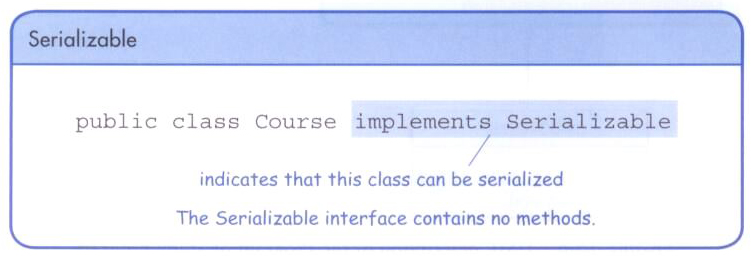 Serializable
public class Course implements Serializable
indicates that this class can be serialized
The Serializable interface contains no methods.